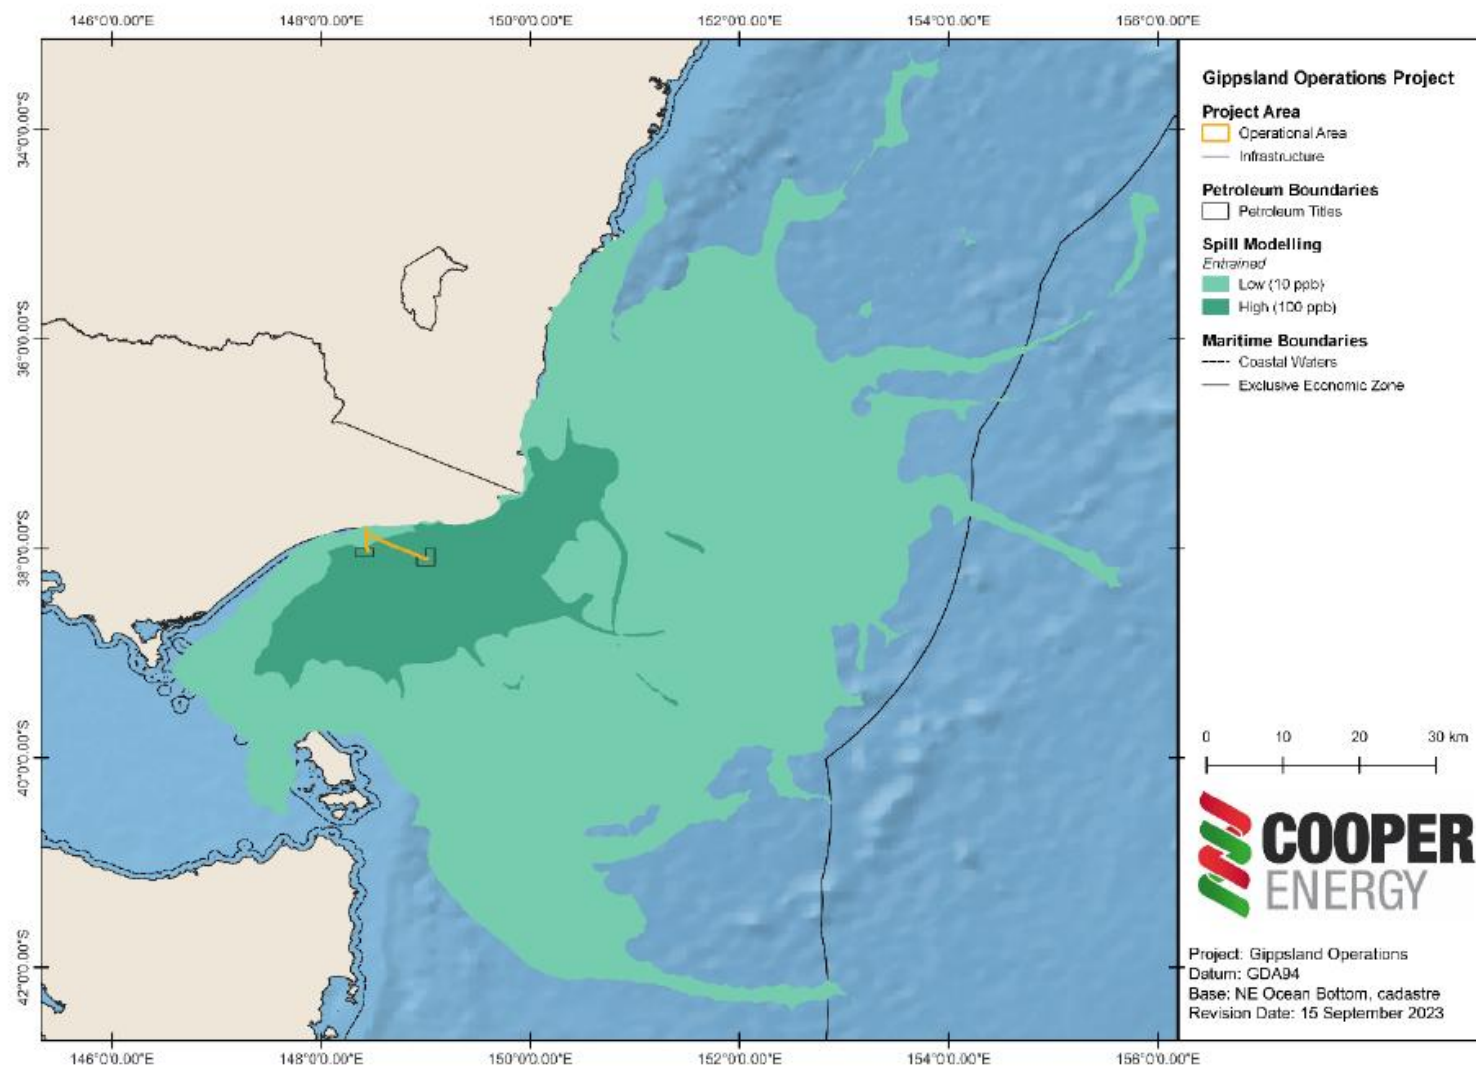 146°0'0.00"E 148°0'0.00"E 150°0'0.00"E 152°0'0.00"E 154°0'0.00"E 156°0'0.00"E
34°0'0.00"S
36°0'0.00"S
38°0'0.00"S
40°0'0.00"S
42°0'0.00"S
146°0'0.00"E 148°0'0.00"E 150°0'0.00"E 152°0'0.00"E 154°0'0.00"E 156°0'0.00"E
Gippsland Operations Project
Project Area
Operational Area
Infrastructure
Petroleum Boundaries
Petroleum Titles
Spill Modelling
Entrained
Low (10 ppb)
High (100 ppb)
Maritime Boundaries
Coastal Waters
Exclusive Economic Zone
0 10 20 30 km
COOPER
ENERGY
Project: Gippsland Operations
Datum: GDA94
Base: NE Ocean Bottom, cadastre
Revision Date: 15 September 2023